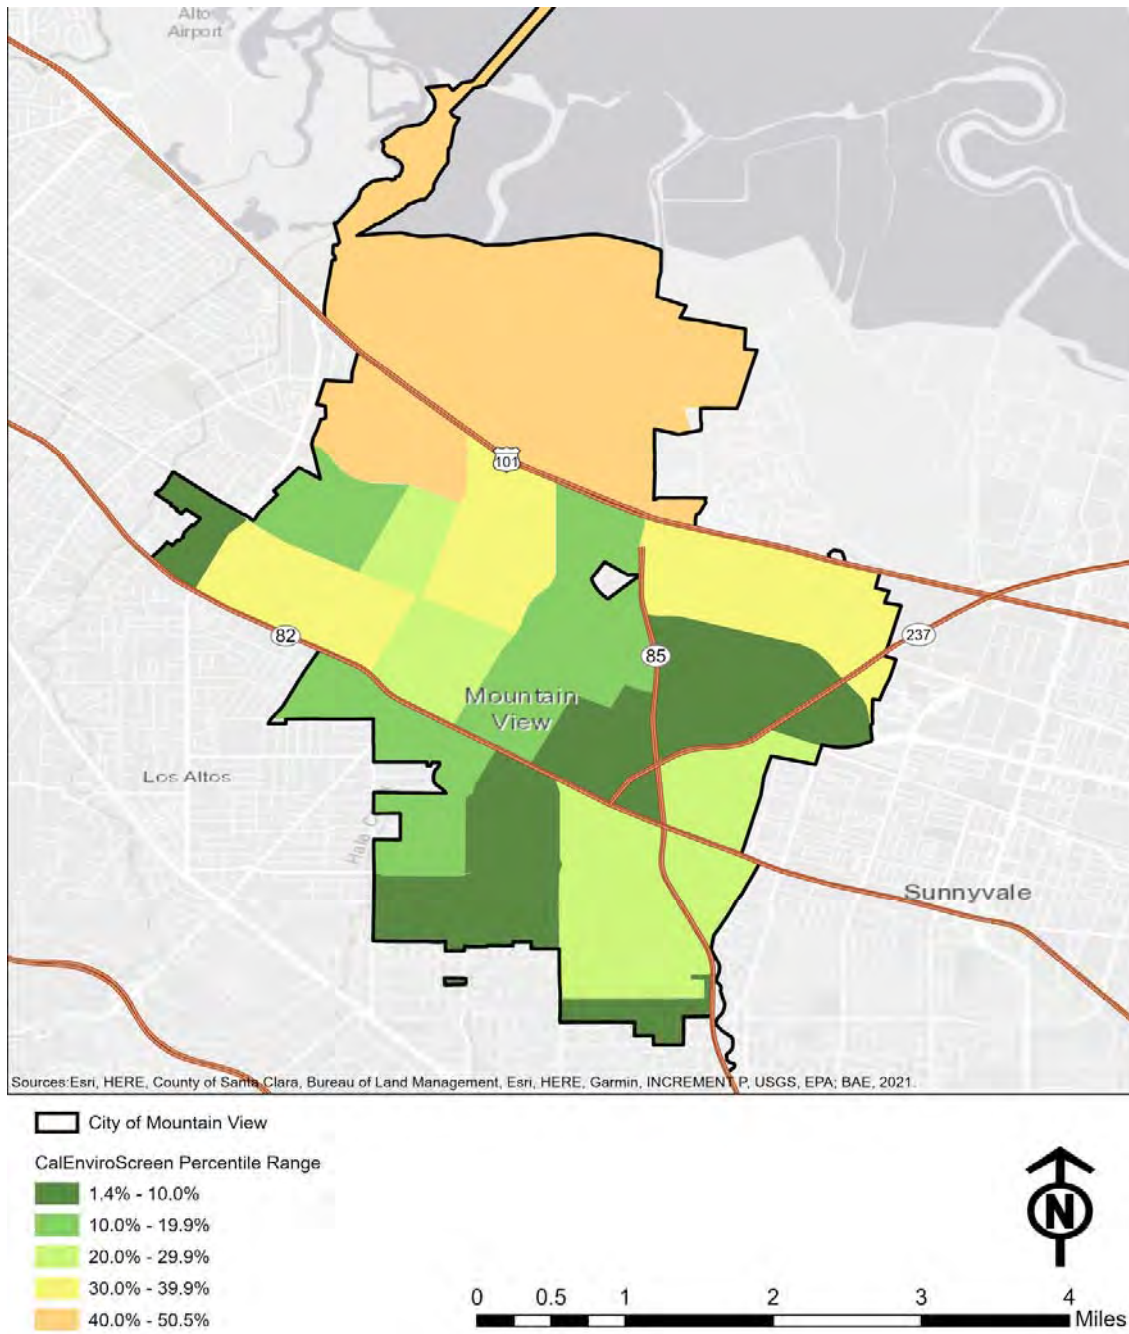 Alto
Airport
101
82
85
237
Mountain
View
Los Altos
Sunnyvale
Sources:Esri, HERE, County of Santa Clara, Bureau of Land Management, Esri, HERE, Garmin, INCREMENT P, USGS, EPA; BAE, 2021.
City of Mountain View
CalEnviroScreen Percentile Range
1.4% - 10.0%
10.0% - 19.9%
20.0% - 29.9%
30.0% - 39.9%
40.0% - 50.5%
N
0 0.5 1 2 3 4
Miles